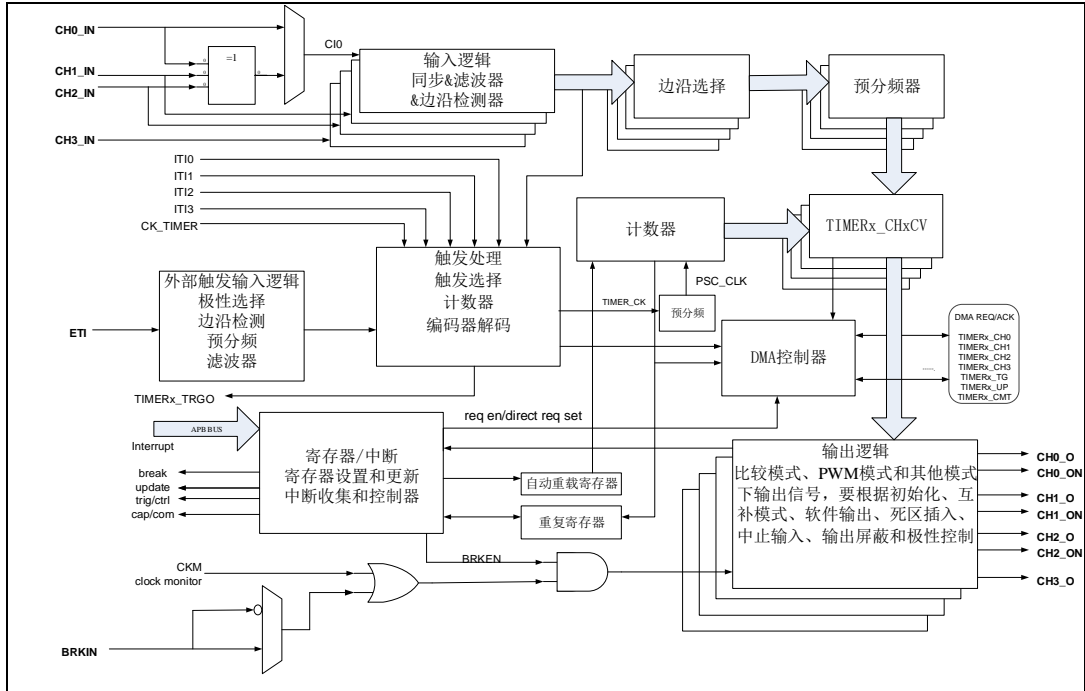 CH0_IN
CH1_IN
CH2_IN
CH3_IN
=1
CI0
输入逻辑
同步&滤波器
&边沿检测器
边沿选择
预分频器
ITI0
ITI1
ITI2
ITI3
CK_TIMER
触发处理
触发选择
计数器
编码器解码
计数器
TIMERx_CHxCV
PSC_CLK
TIMER_CK
预分频
外部触发输入逻辑
极性选择
边沿检测
预分频
滤波器
ETI
TIMERx_TRGO
DMA控制器
DMA REQ/ACK
TIMERx_CH0
TIMERx_CH1
TIMERx_CH2
TIMERx_CH3
TIMERx_TG
TIMERx_UP
TIMERx_CMT
......
req en/direct req set
APB BUS
Interrupt
break
update
trig/ctrl
cap/com
寄存器/中断
寄存器设置和更新
中断收集和控制器
自动重载寄存器
重复寄存器
输出逻辑
比较模式、PWM模式和其他模式
下输出信号，要根据初始化、互
补模式、软件输出、死区插入、
中止输入、输出屏蔽和极性控制
CH0_O
CH0_ON
CH1_O
CH1_ON
CH2_O
CH2_ON
CH3_O
BRKEN
CKM
clock monitor
BRKIN